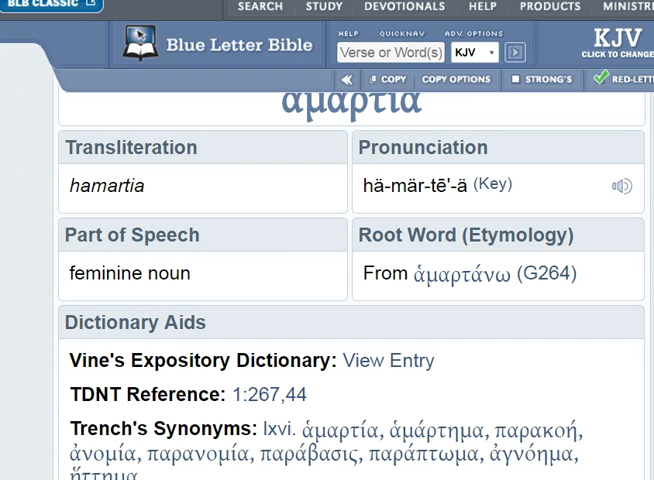 BLB CLASSIC
SEARCH STUDY DEVOTIONALS HELP PRODUCTS MINISTRI
Blue Letter Bible
HELP QUICKNAV ADV. OPTIONS
Verse or Word(s) KJV
KJV
CLICK TO CHANGE
COPY COPY OPTIONS STRONG'S RED-LETT
ἁμαρτία
Transliteration
hamartia
Pronunciation
hä-mär-tē'-ä (Key)
Part of Speech
feminine noun
Root Word (Etymology)
From ἁμαρτάνω (G264)
Dictionary Aids
Vine's Expository Dictionary: View Entry
TDNT Reference: 1:267,44
Trench's Synonyms: lxvi. ἁμαρτία, ἁμάρτημα, παρακοή,
ἀνομία, παρανομία, παράβασις, παράπτωμα, ἀγνόημα,
ἥττημα